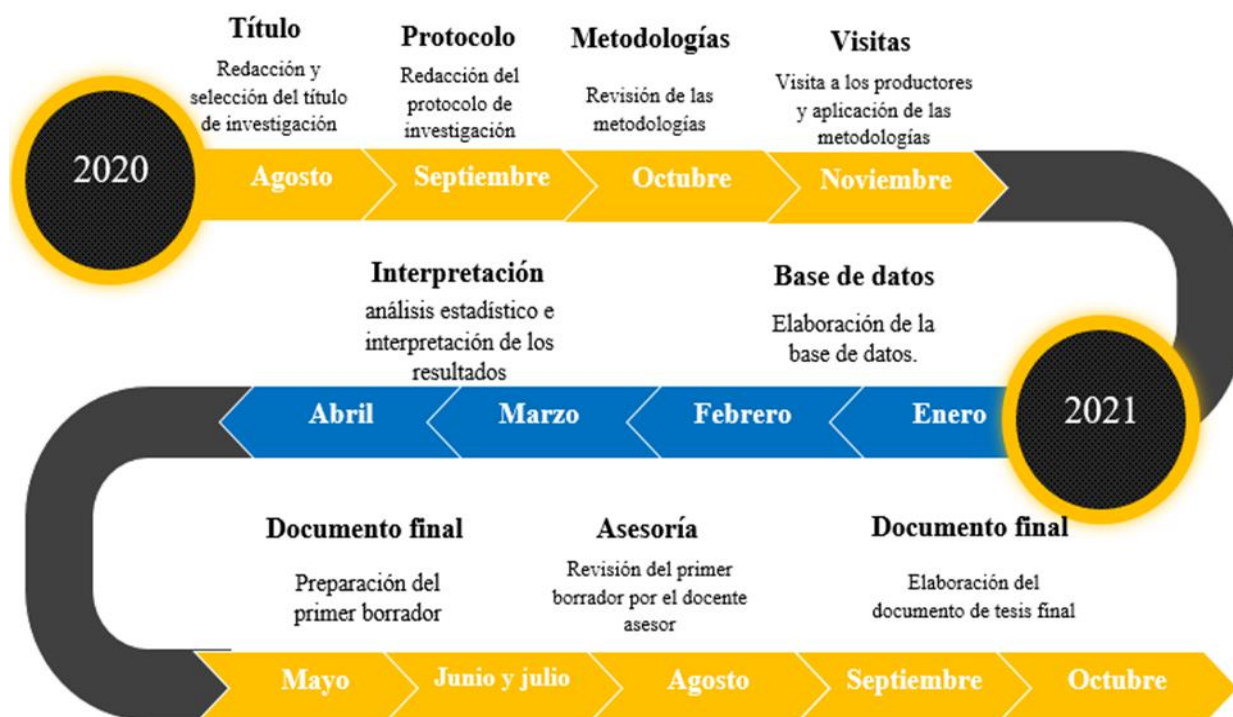 Título
Redacción y
selección del título
de investigación
Protocolo
Redacción del
protocolo de
investigación
Metodologías
Revisión de las
metodologías
Visitas
Visita a los productores
y aplicación de las
metodologías
2020
Agosto
Septiembre
Octubre
Noviembre
Interpretación
análisis estadístico e
interpretación de los
resultados
Base de datos
Elaboración de la
base de datos.
Abril
Marzo
Febrero
Enero
2021
Documento final
Preparación del
primer borrador
Asesoría
Revisión del primer
borrador por el docente
asesor
Documento final
Elaboración del
documento de tesis final
Mayo
Junio y julio
Agosto
Septiembre
Octubre